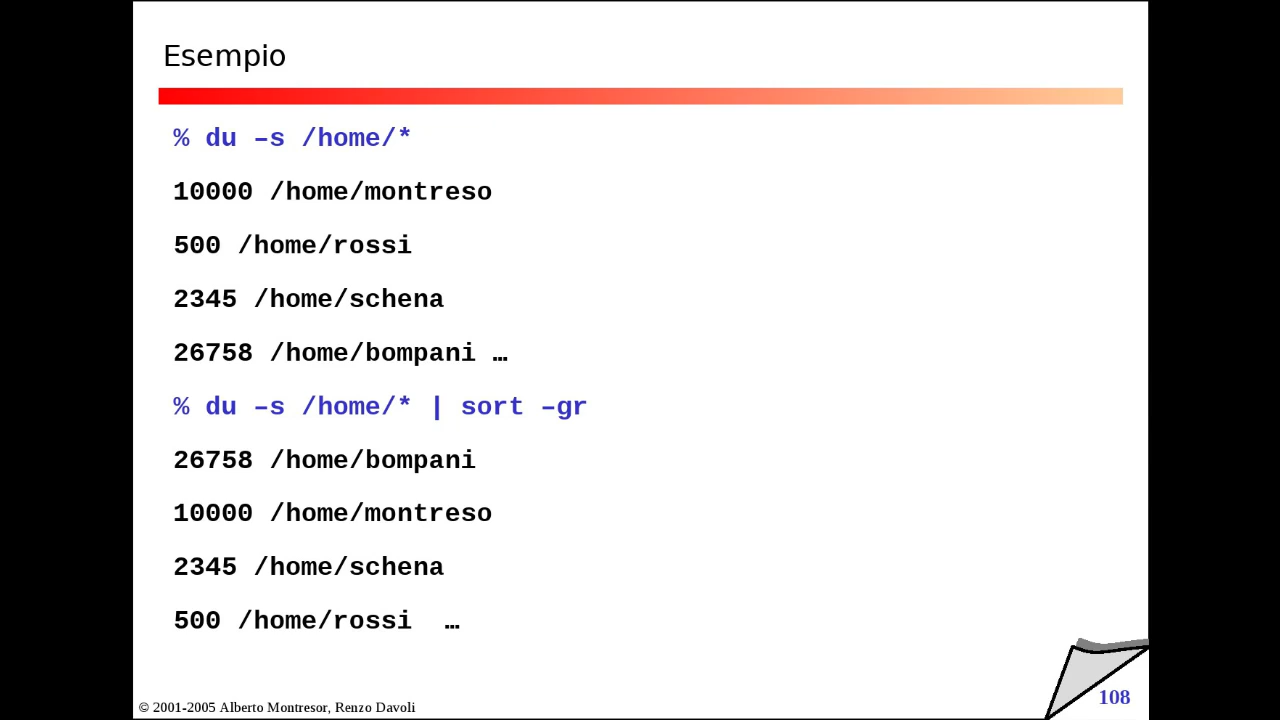 Esempio
% du –s /home/*
10000 /home/montreso
500 /home/rossi
2345 /home/schena
26758 /home/bompani …
% du –s /home/* | sort –gr
26758 /home/bompani
10000 /home/montreso
2345 /home/schena
500 /home/rossi  …
© 2001-2005 Alberto Montresor, Renzo Davoli
108